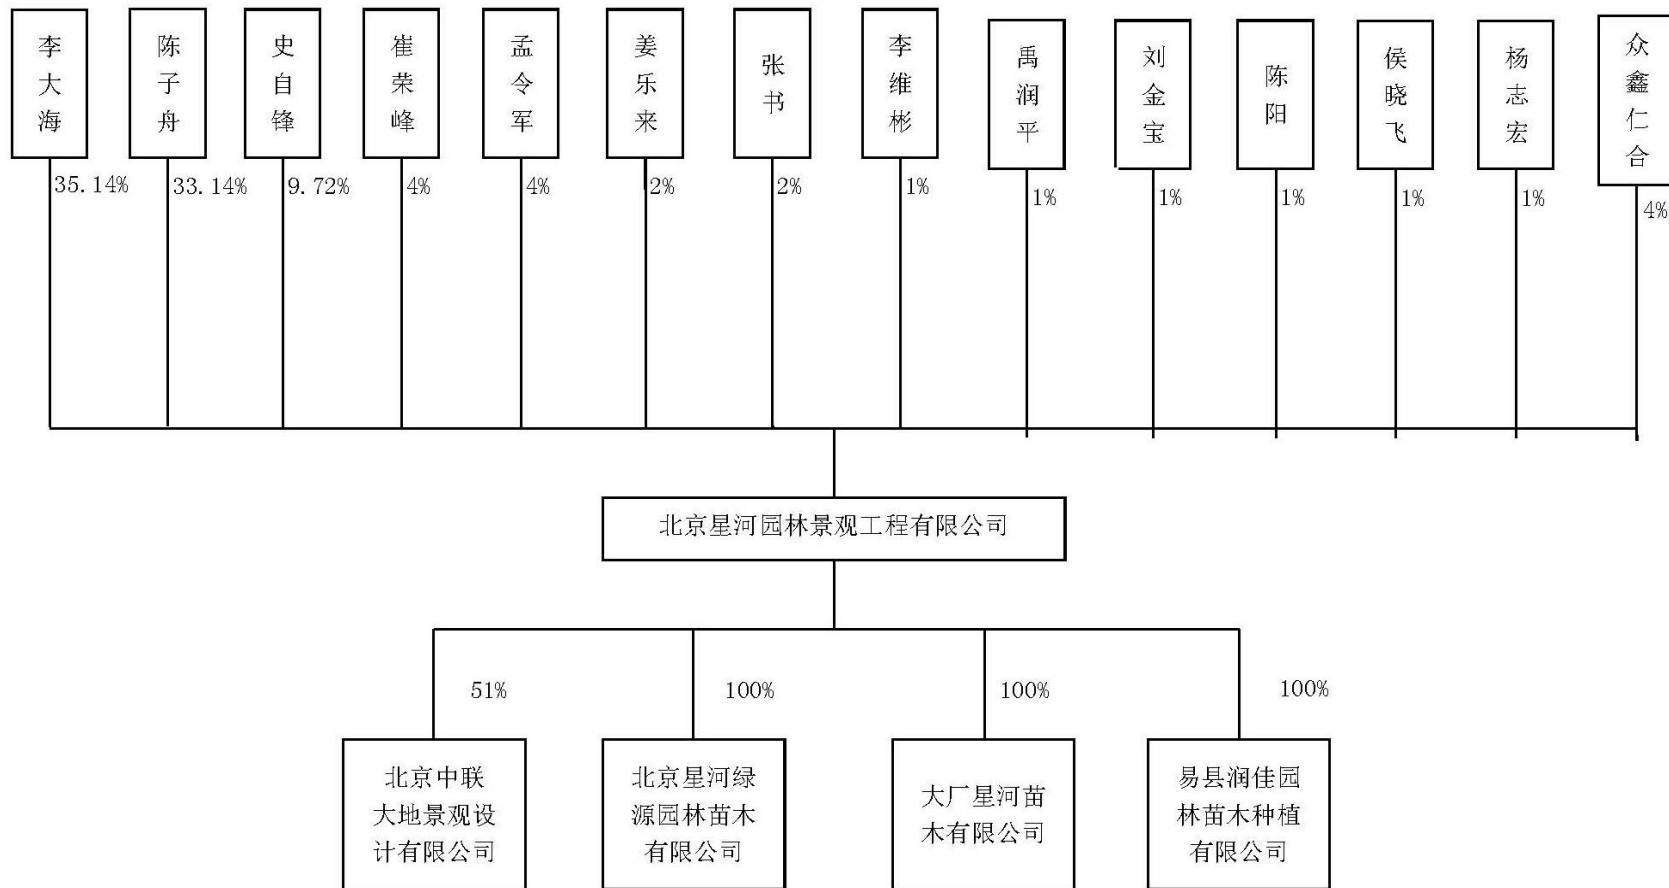 李大海
陈子舟
史自锋
崔荣峰
孟令军
姜乐来
张书
李维彬
禹润平
刘金宝
陈阳
侯晓飞
杨志宏
众鑫仁合
35.14%
33.14%
9.72%
4%
4%
2%
2%
1%
1%
1%
1%
1%
1%
4%
北京星河园林景观工程有限公司
51%
100%
100%
100%
北京中联
大地景观设
计有限公司
北京星河绿
源园林苗木
有限公司
大厂星河苗
木有限公司
易县润佳园
林苗木种植
有限公司